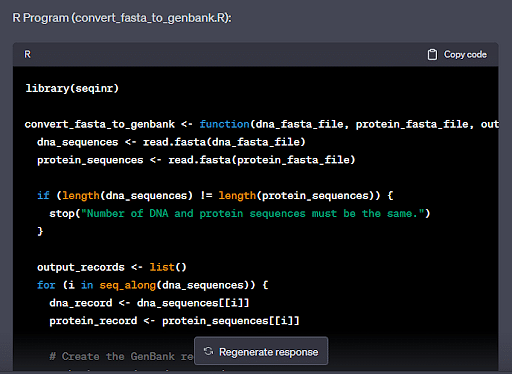 R Program (convert_fasta_to_genbank.R):
R
Copy code
library(seqinr)
convert_fasta_to_genbank <- function(dna_fasta_file, protein_fasta_file, out
dna_sequences <- read.fasta(dna_fasta_file)
protein_sequences <- read.fasta(protein_fasta_file)
if (length(dna_sequences) != length(protein_sequences)) {
stop("Number of DNA and protein sequences must be the same.")
}
output_records <- list()
for (i in seq_along(dna_sequences)) {
dna_record <- dna_sequences[[i]]
protein_record <- protein_sequences[[i]]
# Create the GenBank re
Regenerate response